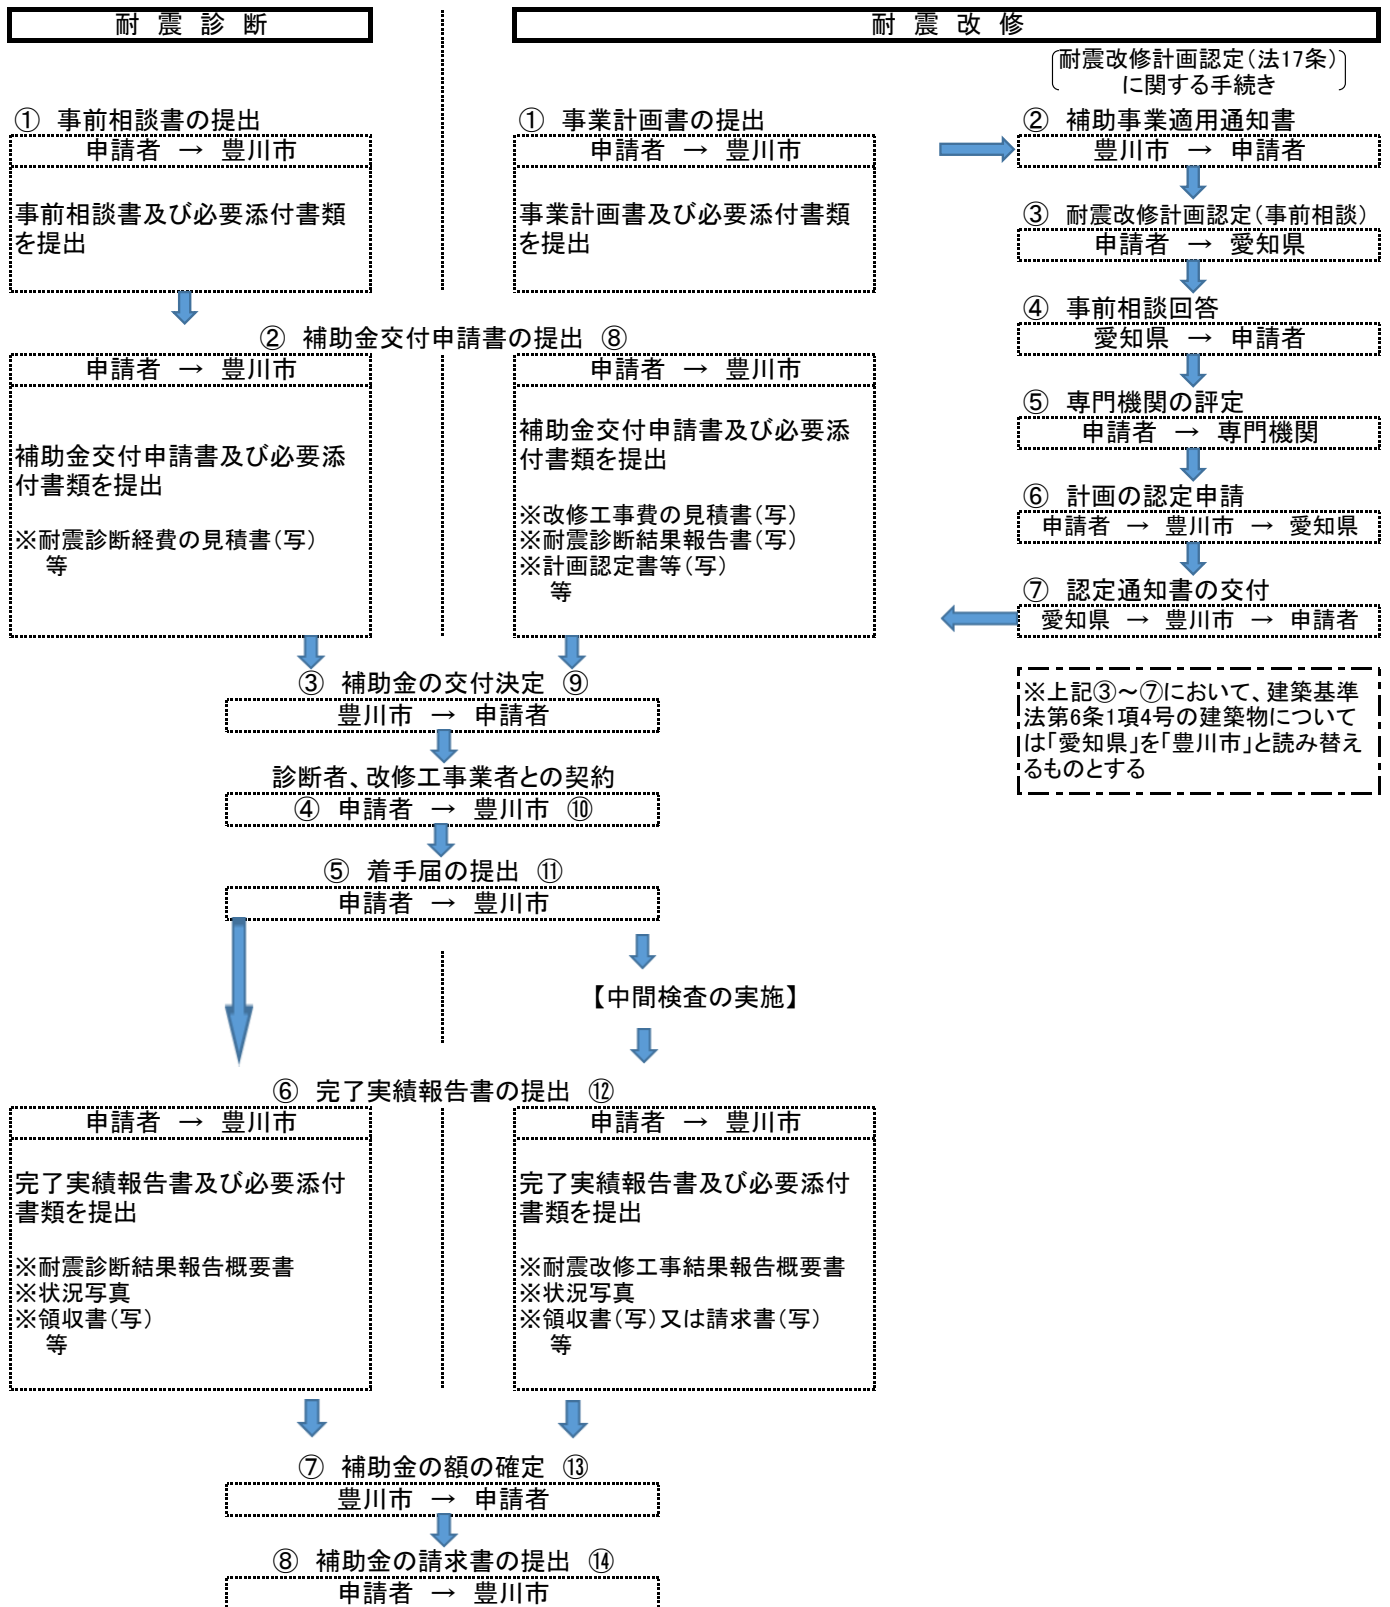 耐 震 診 断
耐 震 改 修
耐震改修計画認定（法17条）
に関する手続き
① 事前相談書の提出
申請者 → 豊川市
事前相談書及び必要添付書類
を提出
① 事業計画書の提出
申請者 → 豊川市
事業計画書及び必要添付書類
を提出
② 補助事業適用通知書
豊川市 → 申請者
③ 耐震改修計画認定（事前相談）
申請者 → 愛知県
④ 事前相談回答
愛知県 → 申請者
⑤ 専門機関の評定
申請者 → 専門機関
⑥ 計画の認定申請
申請者 → 豊川市 → 愛知県
⑦ 認定通知書の交付
愛知県 → 豊川市 → 申請者
※上記③～⑦において、建築基準
法第6条1項4号の建築物について
は「愛知県」を「豊川市」と読み替え
るものとする
② 補助金交付申請書の提出 ⑧
申請者 → 豊川市
補助金交付申請書及び必要添
付書類を提出
※耐震診断経費の見積書（写）
等
申請者 → 豊川市
補助金交付申請書及び必要添
付書類を提出
※改修工事費の見積書（写）
※耐震診断結果報告書（写）
※計画認定書等（写）
等
③ 補助金の交付決定 ⑨
豊川市 → 申請者
診断者、改修工事業者との契約
④ 申請者 → 豊川市 ⑩
⑤ 着手届の提出 ⑪
申請者 → 豊川市
【中間検査の実施】
⑥ 完了実績報告書の提出 ⑫
申請者 → 豊川市
完了実績報告書及び必要添付
書類を提出
※耐震診断結果報告概要書
※状況写真
※領収書（写）
等
申請者 → 豊川市
完了実績報告書及び必要添付
書類を提出
※耐震改修工事結果報告概要書
※状況写真
※領収書（写）又は請求書（写）
等
⑦ 補助金の額の確定 ⑬
豊川市 → 申請者
⑧ 補助金の請求書の提出 ⑭
申請者 → 豊川市